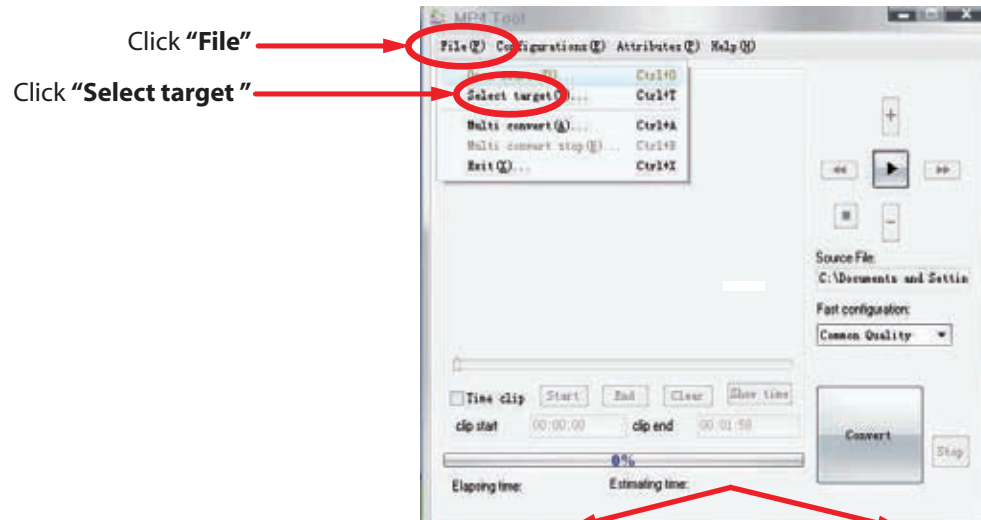 MP4 Tool
Click “File”
File(F) Configurations(E) Attributes(P) Help(H)
Ctrl+O
Click “Select target ”
Select target(T)... Ctrl+T
Multi convert(A)... Ctrl+A
Multi convert stop(B)... Ctrl+B
Exit(X)... Ctrl+X
Source File:
C:\Documents and Settin
Fast configuration:
Common Quality
Time clip Start End Clear Show time
clip start 00:00:00 clip end 00:01:58
Convert
Stop
0%
Elapsing time: Estimating time: